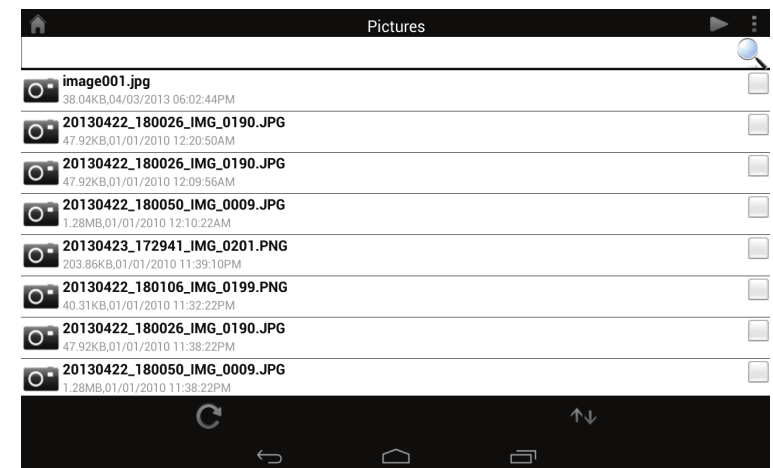 Pictures
image001.jpg
38.04KB,04/03/2013 06:02:44PM
20130422_180026_IMG_0190.JPG
47.92KB,01/01/2010 12:20:50AM
20130422_180026_IMG_0190.JPG
47.92KB,01/01/2010 12:09:56AM
20130422_180050_IMG_0009.JPG
1.28MB,01/01/2010 12:10:22AM
20130423_172941_IMG_0201.PNG
203.86KB,01/01/2010 11:39:10PM
20130422_180106_IMG_0199.PNG
40.31KB,01/01/2010 11:32:22PM
20130422_180026_IMG_0190.JPG
47.92KB,01/01/2010 11:38:22PM
20130422_180050_IMG_0009.JPG
1.28MB,01/01/2010 11:38:22PM